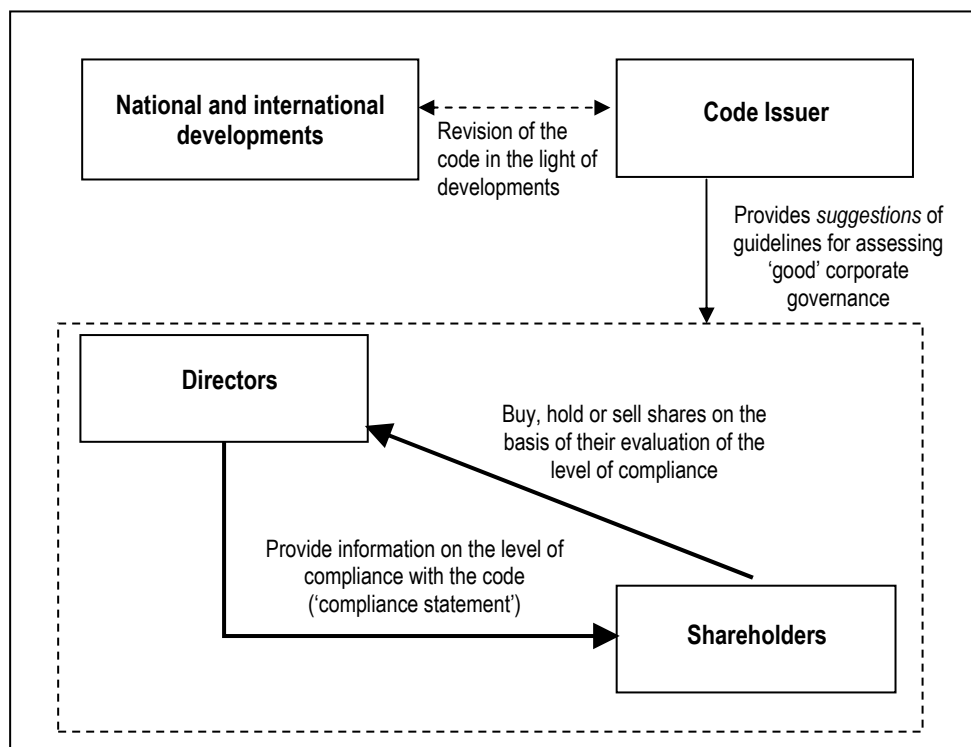 National and international
developments
Revision of the
code in the light of
developments
Code Issuer
Provides suggestions of
guidelines for assessing
‘good’ corporate
governance
Directors
Buy, hold or sell shares on the
basis of their evaluation of the
level of compliance
Provide information on the level of
compliance with the code
(‘compliance statement’)
Shareholders